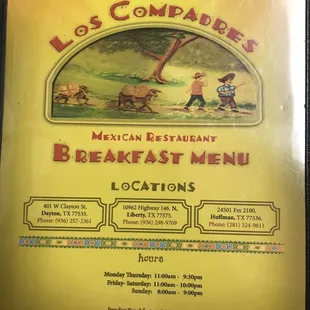 Los Compadres
Mexican Restaurant
Breakfast Menu
Locations
401 W Clayton St.
Dayton, TX 77535.
Phone: (936) 257-2561
10962 Highway 146. N,
Liberty, TX 77575.
Phone: (936) 298-9709
24501 Fm 2100,
Huffman, TX 77336.
Phone: (281) 324-9611
hours
Monday Thursday: 11:00am - 9:30pm
Friday- Saturday: 11:00am - 10:00pm
Sunday: 8:00am - 9:00pm